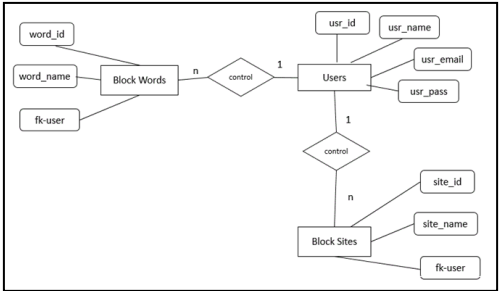 usr_id
usr_name
word_id
usr_email
word_name
Block Words
n
control
1
Users
usr_pass
fk-user
1
control
site_id
n
site_name
Block Sites
fk-user